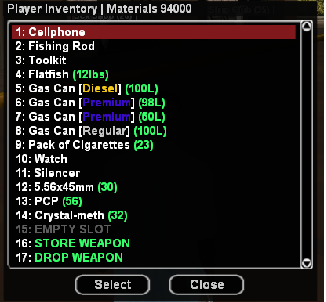 Player Inventory | Materials 94000
1: Cellphone
2: Fishing Rod
3: Toolkit
4: Flatfish (12lbs)
5: Gas Can [Diesel] (100L)
6: Gas Can [Premium] (98L)
7: Gas Can [Premium] (60L)
8: Gas Can [Regular] (100L)
9: Pack of Cigarettes (23)
10: Watch
11: Silencer
12: 5.56x45mm (30)
13: PCP (56)
14: Crystal-meth (32)
15: EMPTY SLOT
16: STORE WEAPON
17: DROP WEAPON
Select Close